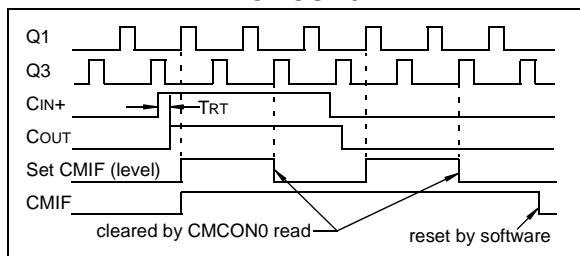 Q1
Q3
CIN+
TRT
COUT
Set CMIF (level)
CMIF
cleared by CMCON0 read
reset by software